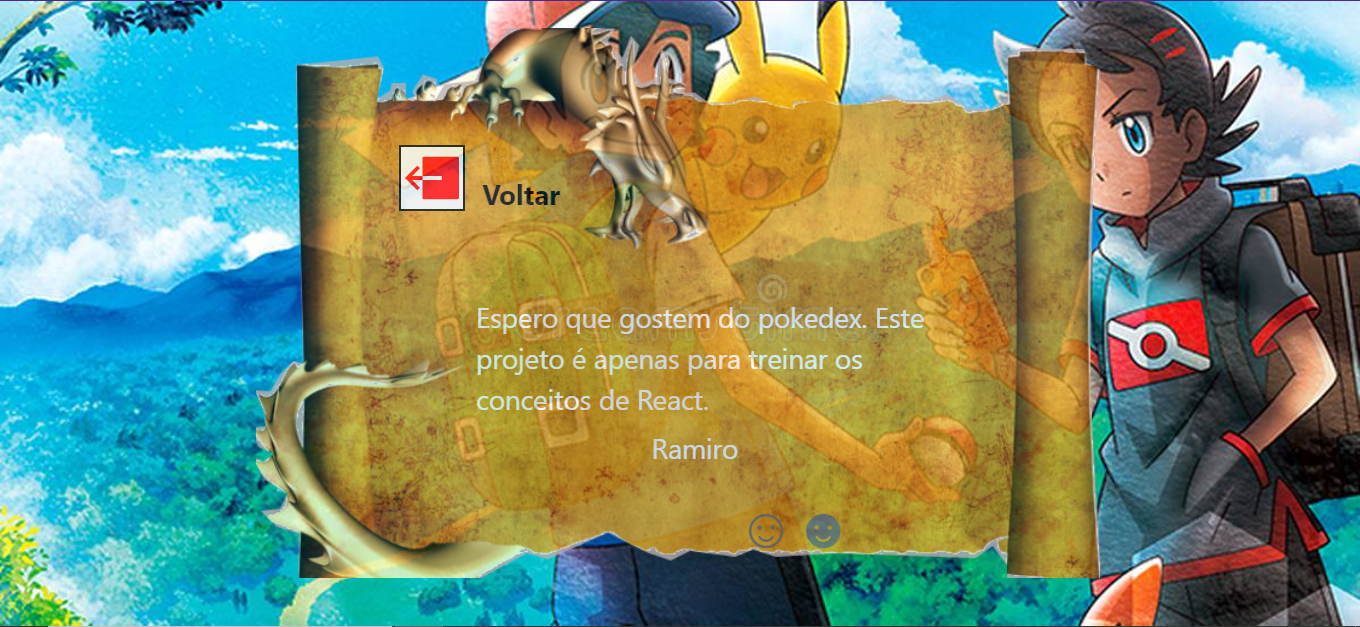 Voltar
Espero que gostem do pokedex. Este
projeto é apenas para treinar os
conceitos de React.
Ramiro